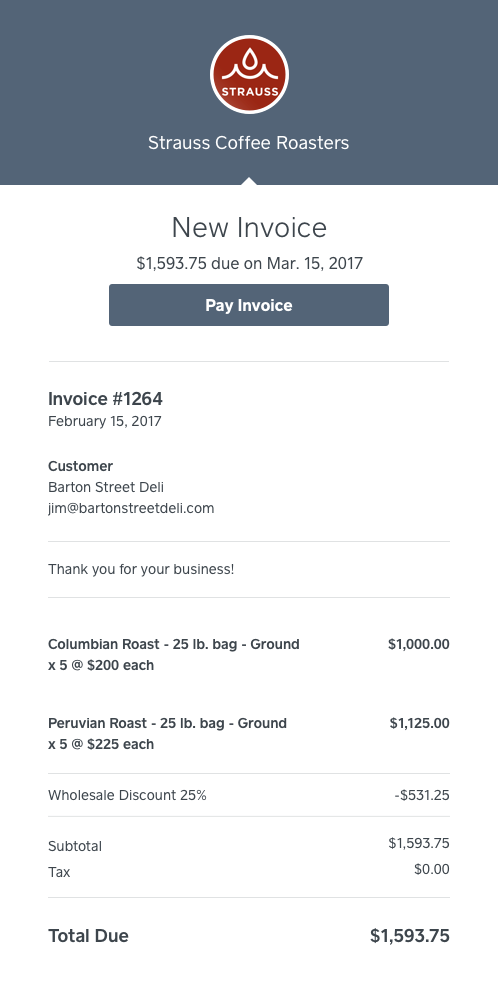 STRAUSS
Strauss Coffee Roasters
New Invoice
$1,593.75 due on Mar. 15, 2017
Pay Invoice
Invoice #1264
February 15, 2017
Customer
Barton Street Deli
jim@bartonstreetdeli.com
Thank you for your business!
Columbian Roast - 25 lb. bag - Ground $1,000.00
x 5 @ $200 each
Peruvian Roast - 25 lb. bag - Ground $1,125.00
x 5 @ $225 each
Wholesale Discount 25% -$531.25
Subtotal $1,593.75
Tax $0.00
Total Due $1,593.75